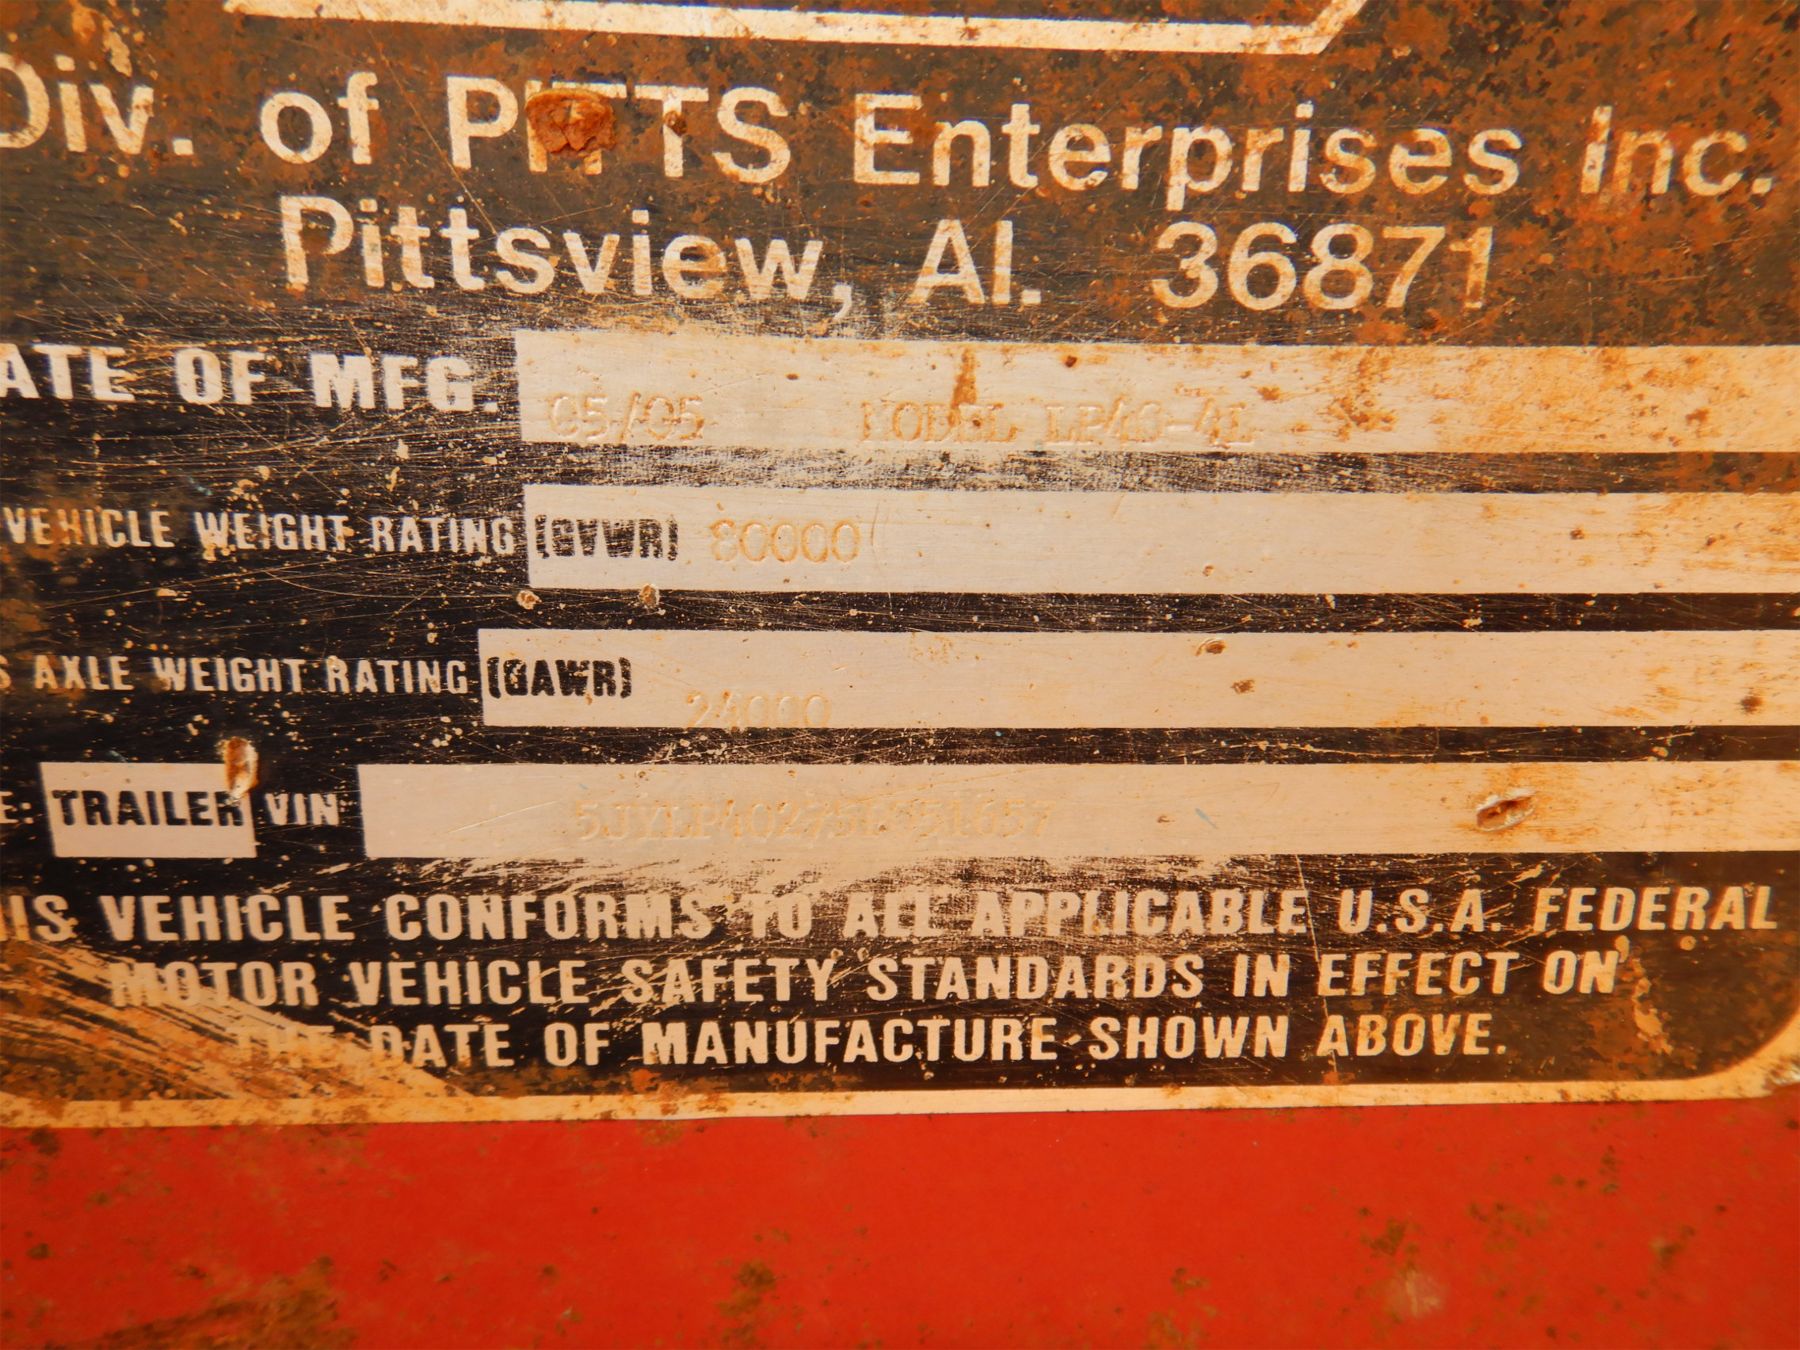 Div. of PITTS Enterprises Inc.
Pittsview, Al. 36871
ATE OF MFG. 05/05 MODEL LP40-4L
VEHICLE WEIGHT RATING (GVWR) 80000
S AXLE WEIGHT RATING (GAWR) 24000
E: TRAILER VIN
IS VEHICLE CONFORMS TO ALL APPLICABLE U.S.A. FEDERAL
MOTOR VEHICLE SAFETY STANDARDS IN EFFECT ON
THE DATE OF MANUFACTURE SHOWN ABOVE.